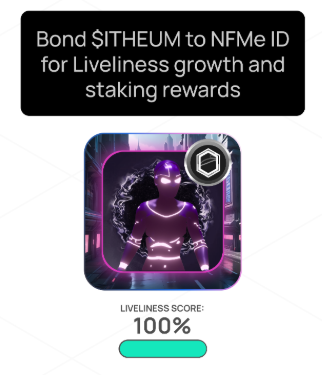 Bond $ITHEUM to NFMe ID
for Liveliness growth and
staking rewards
LIVELINESS SCORE:
100%